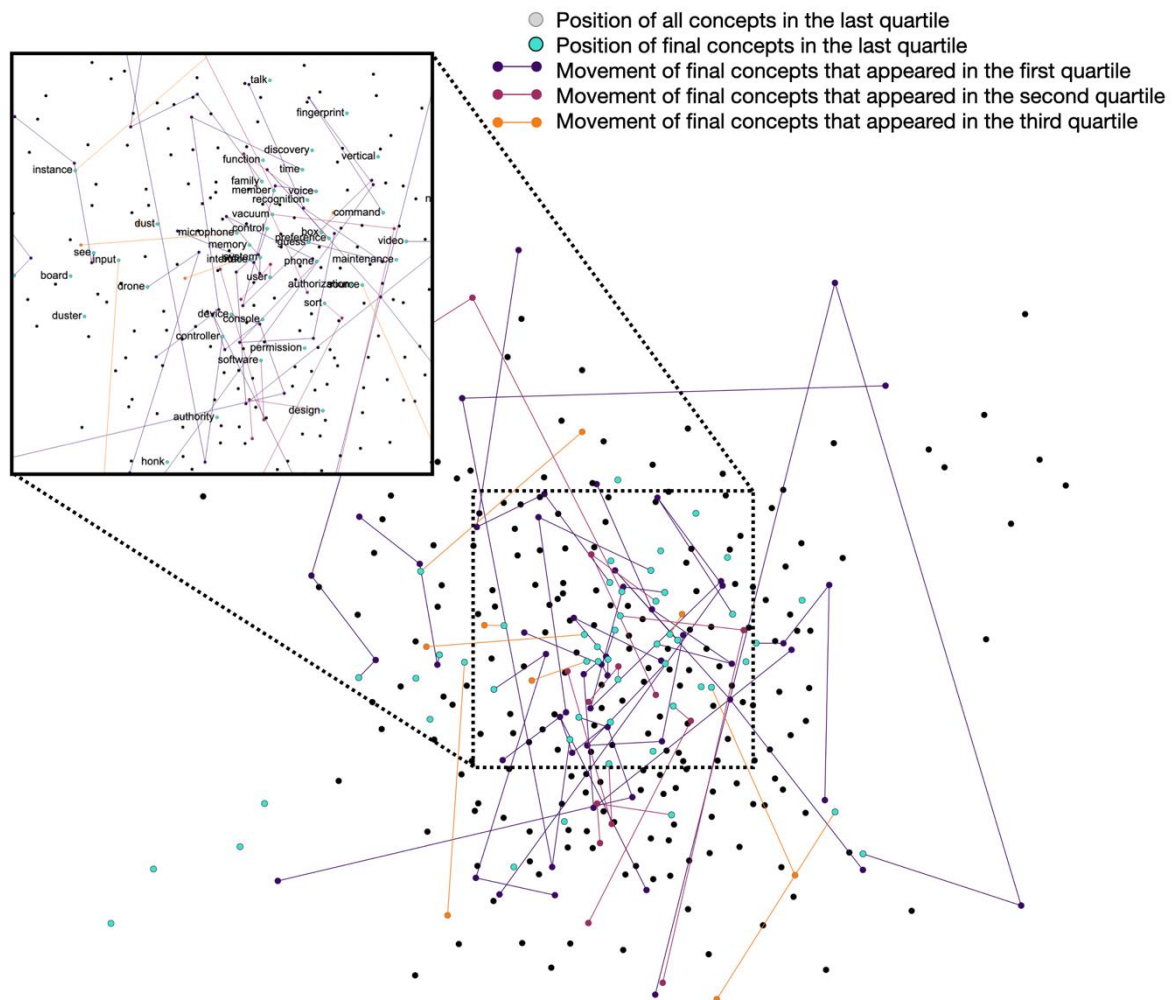 Position of all concepts in the last quartile
Position of final concepts in the last quartile
Movement of final concepts that appeared in the first quartile
Movement of final concepts that appeared in the second quartile
Movement of final concepts that appeared in the third quartile
talk
fingerprint
discovery
function
vertical
time
instance
family
member
voice
recognition
vacuum
command
n
dust
control
microphone
box
preference
guess
video
memory
see
input
system
phone
maintenance
board
user
drone
authorization
sort
duster
device
console
controller
permission
software
authority
design
honk